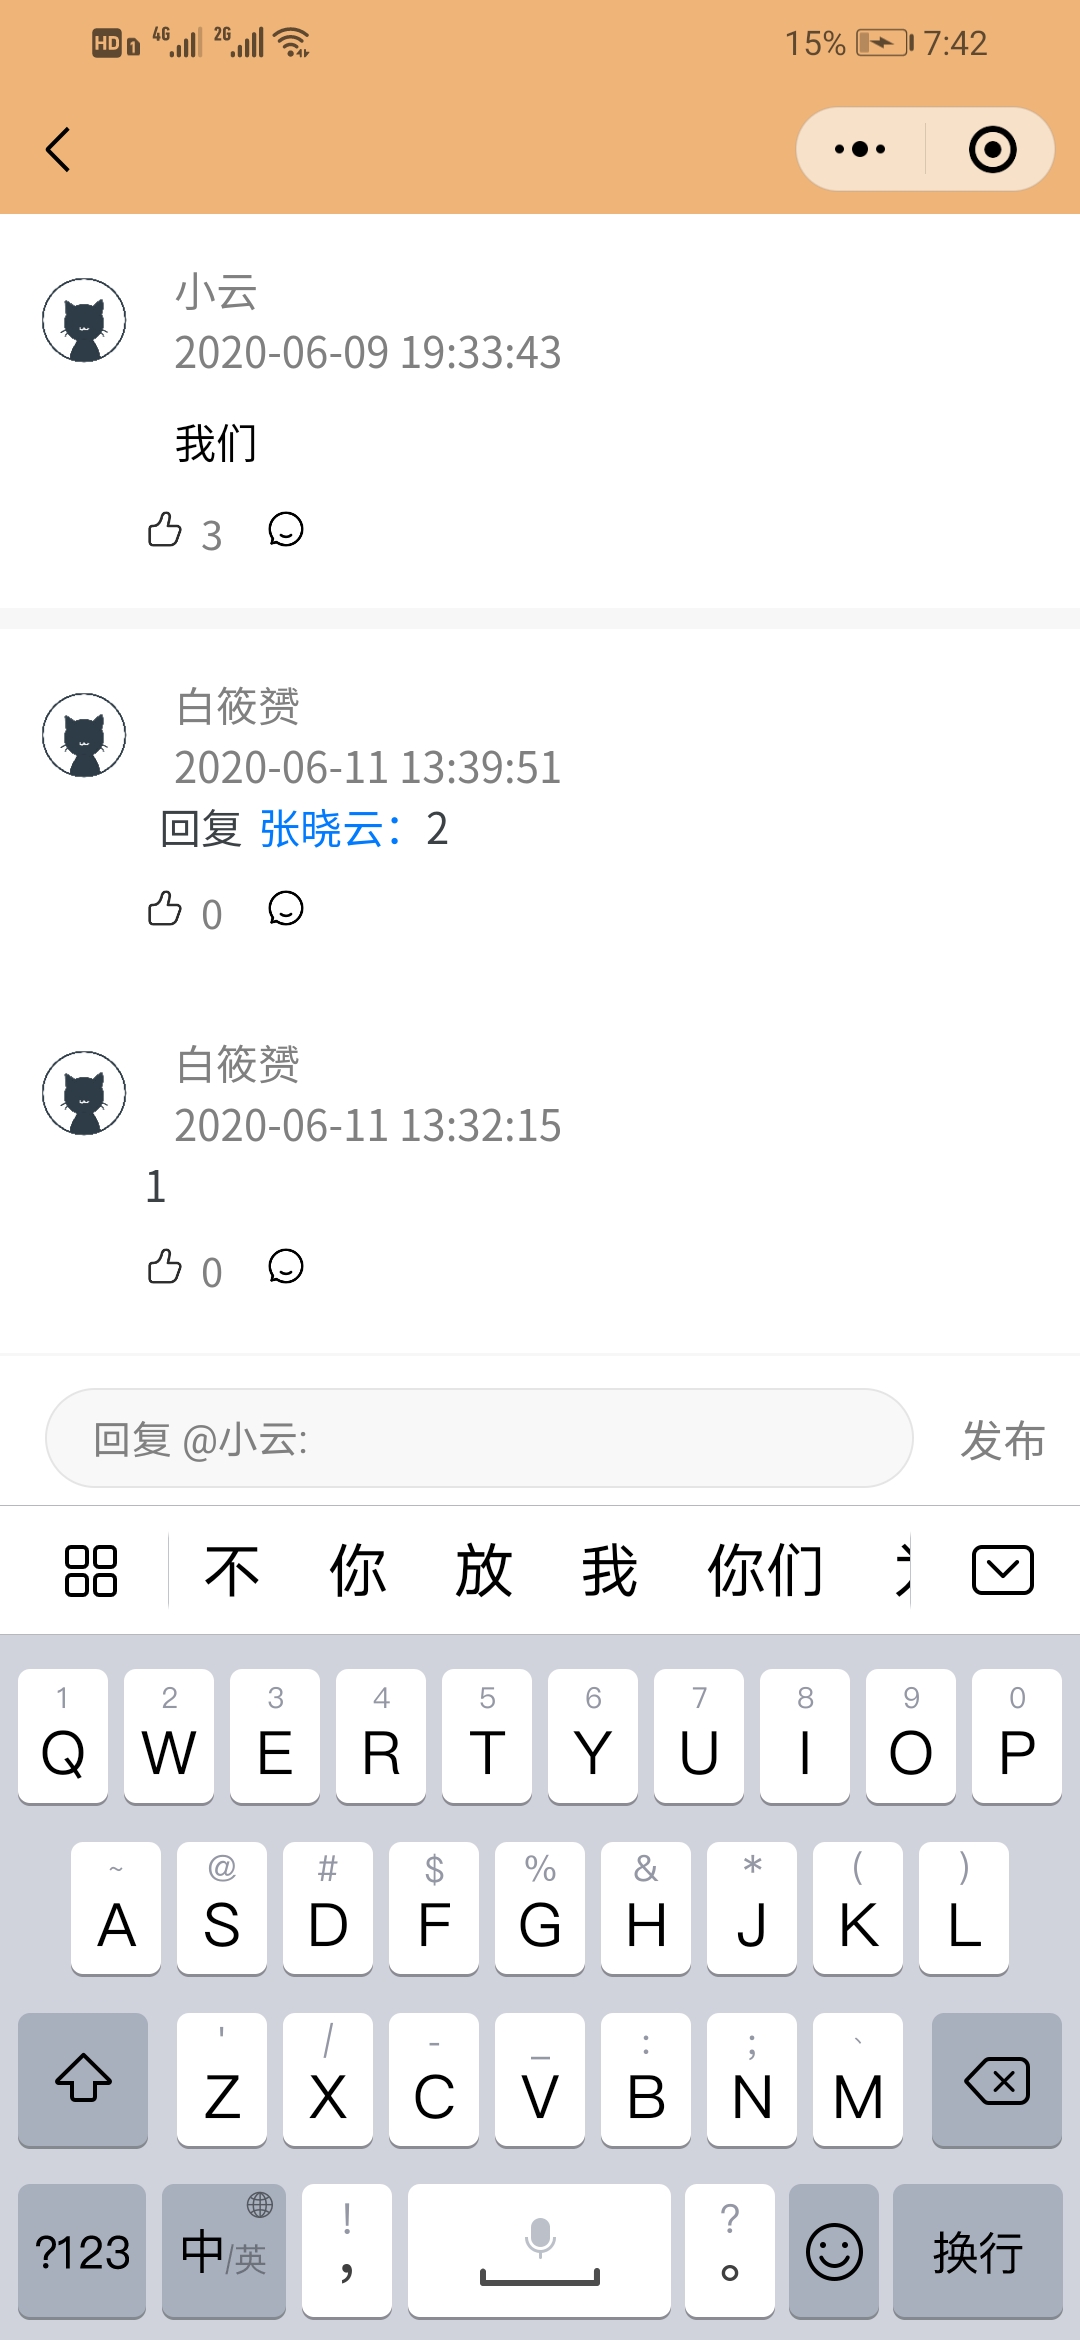 HD 1 4G 2G 15% 7:42
小云
2020-06-09 19:33:43
我们
3
白筱赟
2020-06-11 13:39:51
回复 张晓云：2
0
白筱赟
2020-06-11 13:32:15
1
0
回复 @小云: 发布
不 你 放 我 你们
1 2 3 4 5 6 7 8 9 0
Q W E R T Y U I O P
~ @ # $ % & * ( )
A S D F G H J K L
' / - _ : ; `
Z X C V B N M
! ?
?123 中/英 ， 。 换行